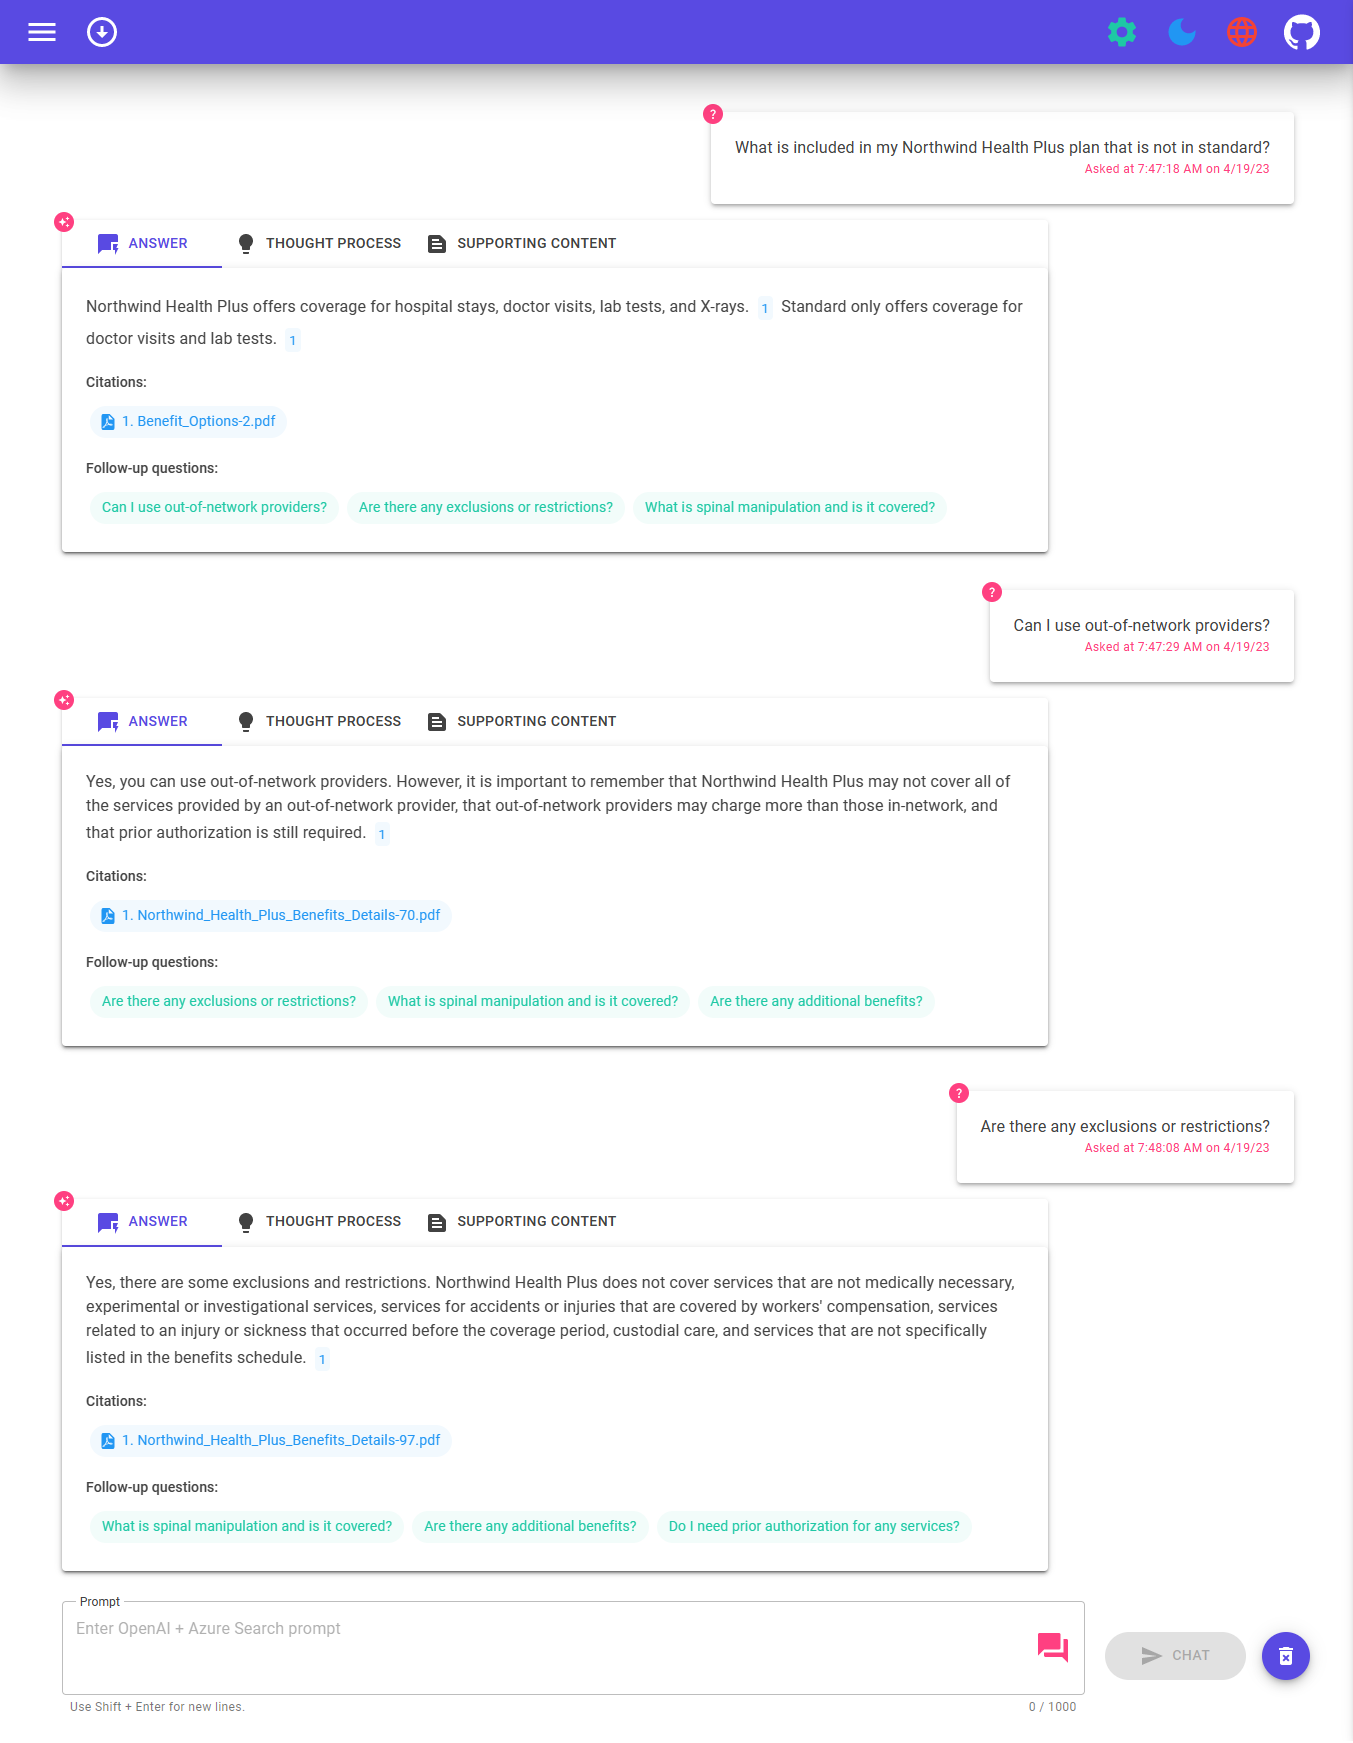 ?
What is included in my Northwind Health Plus plan that is not in standard?
Asked at 7:47:18 AM on 4/19/23
ANSWER THOUGHT PROCESS SUPPORTING CONTENT
Northwind Health Plus offers coverage for hospital stays, doctor visits, lab tests, and X-rays. 1 Standard only offers coverage for
doctor visits and lab tests. 1
Citations:
1. Benefit_Options-2.pdf
Follow-up questions:
Can I use out-of-network providers? Are there any exclusions or restrictions? What is spinal manipulation and is it covered?
?
Can I use out-of-network providers?
Asked at 7:47:29 AM on 4/19/23
ANSWER THOUGHT PROCESS SUPPORTING CONTENT
Yes, you can use out-of-network providers. However, it is important to remember that Northwind Health Plus may not cover all of
the services provided by an out-of-network provider, that out-of-network providers may charge more than those in-network, and
that prior authorization is still required. 1
Citations:
1. Northwind_Health_Plus_Benefits_Details-70.pdf
Follow-up questions:
Are there any exclusions or restrictions? What is spinal manipulation and is it covered? Are there any additional benefits?
?
Are there any exclusions or restrictions?
Asked at 7:48:08 AM on 4/19/23
ANSWER THOUGHT PROCESS SUPPORTING CONTENT
Yes, there are some exclusions and restrictions. Northwind Health Plus does not cover services that are not medically necessary,
experimental or investigational services, services for accidents or injuries that are covered by workers' compensation, services
related to an injury or sickness that occurred before the coverage period, custodial care, and services that are not specifically
listed in the benefits schedule. 1
Citations:
1. Northwind_Health_Plus_Benefits_Details-97.pdf
Follow-up questions:
What is spinal manipulation and is it covered? Are there any additional benefits? Do I need prior authorization for any services?
Prompt
Enter OpenAI + Azure Search prompt
CHAT
Use Shift + Enter for new lines. 0 / 1000